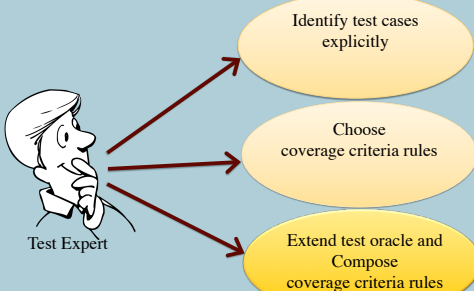 Identify test cases
explicitly
Choose
coverage criteria rules
Test Expert
Extend test oracle and
Compose
coverage criteria rules